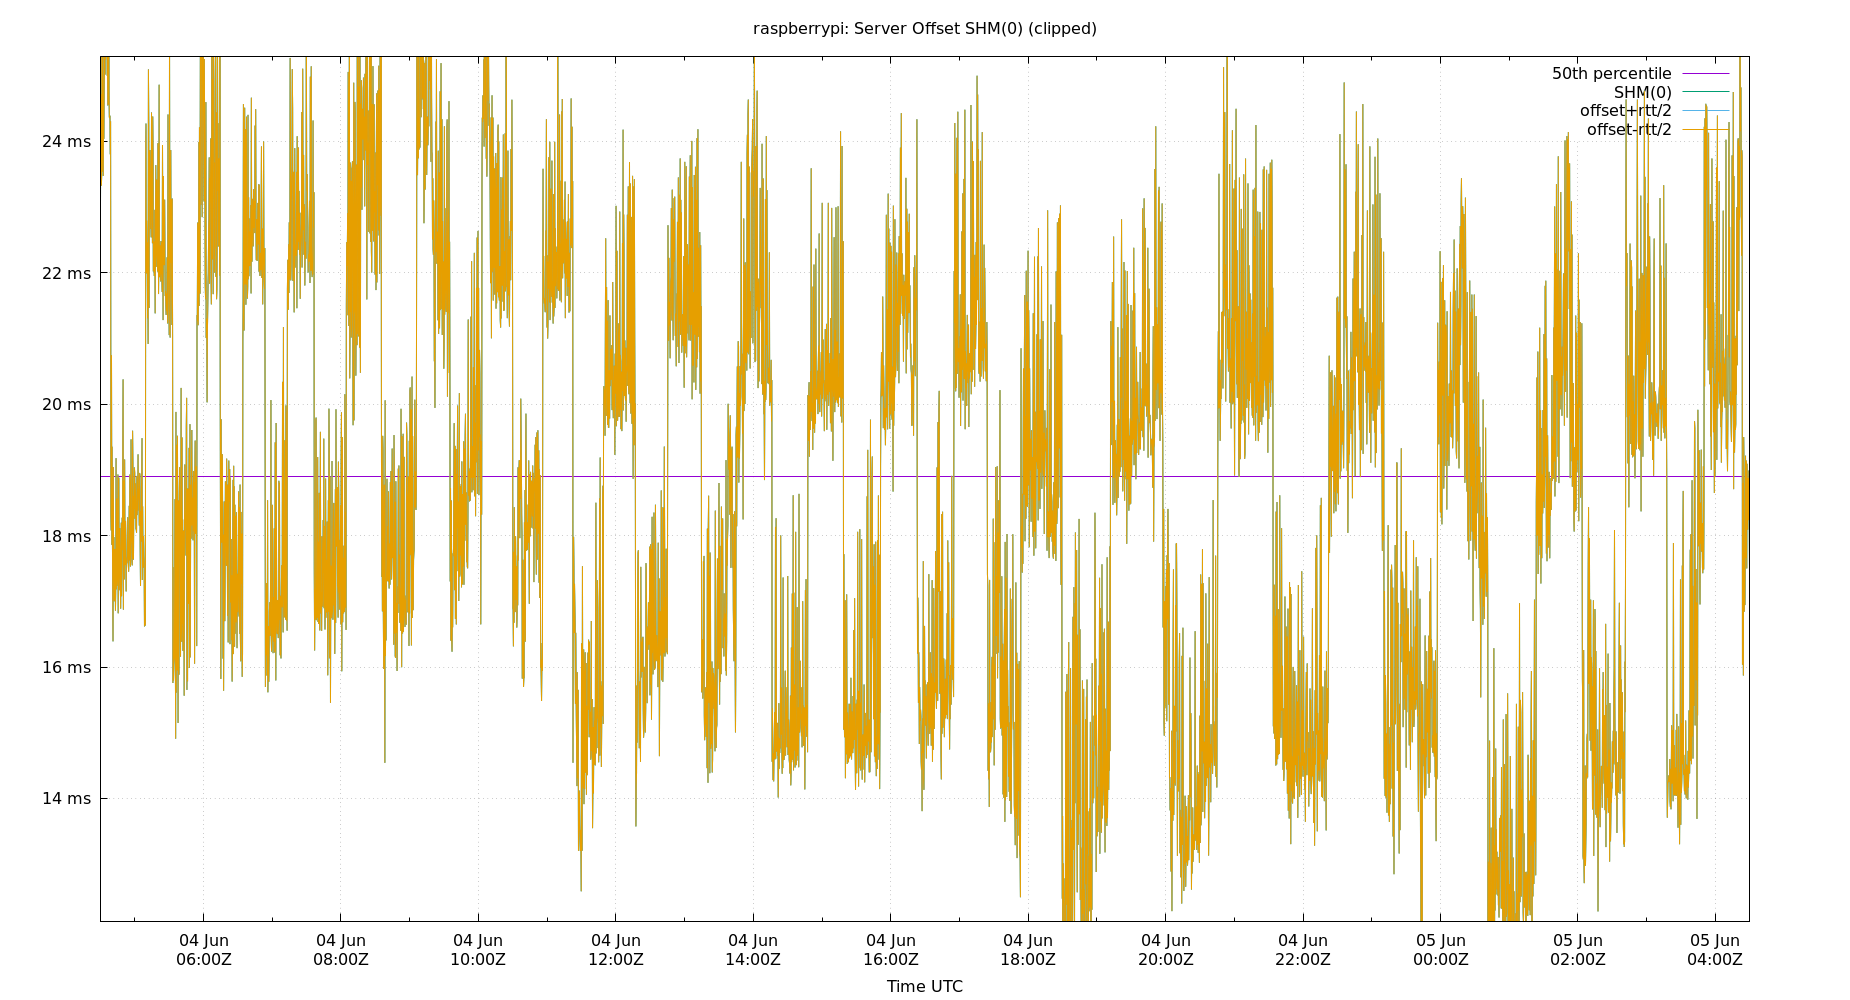 raspberrypi: Server Offset SHM(0) (clipped)
50th percentile
SHM(0)
offset+rtt/2
offset-rtt/2
24 ms
22 ms
20 ms
18 ms
16 ms
14 ms
04 Jun 04 Jun 04 Jun 04 Jun 04 Jun 04 Jun 04 Jun 04 Jun 04 Jun 05 Jun 05 Jun 05 Jun
06:00Z 08:00Z 10:00Z 12:00Z 14:00Z 16:00Z 18:00Z 20:00Z 22:00Z 00:00Z 02:00Z 04:00Z
Time UTC